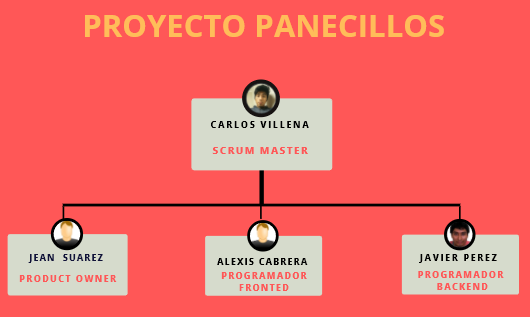 PROYECTO PANECILLOS
CARLOS VILLENA
SCRUM MASTER
JEAN SUAREZ
PRODUCT OWNER
ALEXIS CABRERA
PROGRAMADOR
FRONTED
JAVIER PEREZ
PROGRAMADOR
BACKEND